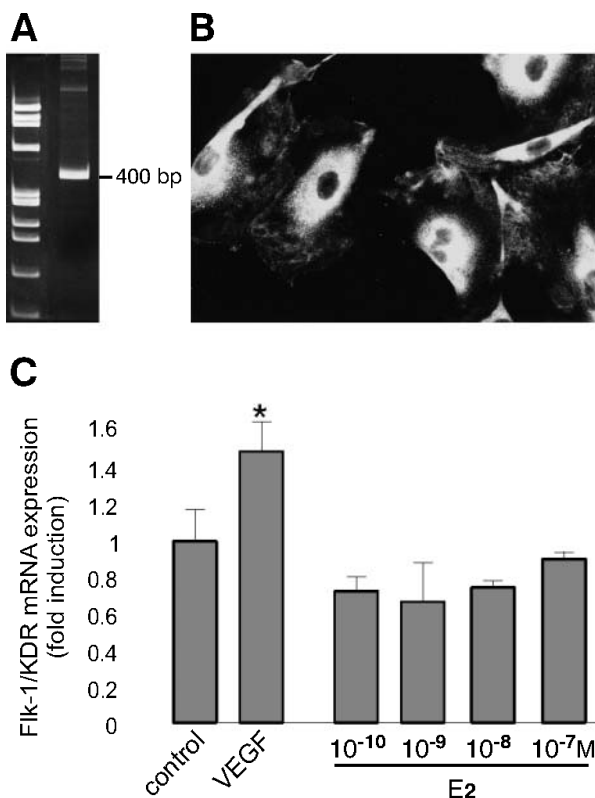 A
B
400 bp
C
Flk-1/KDR mRNA expression
(fold induction)
1.6
1.4
1.2
1
0.8
0.6
0.4
0.2
0
*
control
VEGF
10⁻¹⁰ 10⁻⁹ 10⁻⁸ 10⁻⁷M
E2